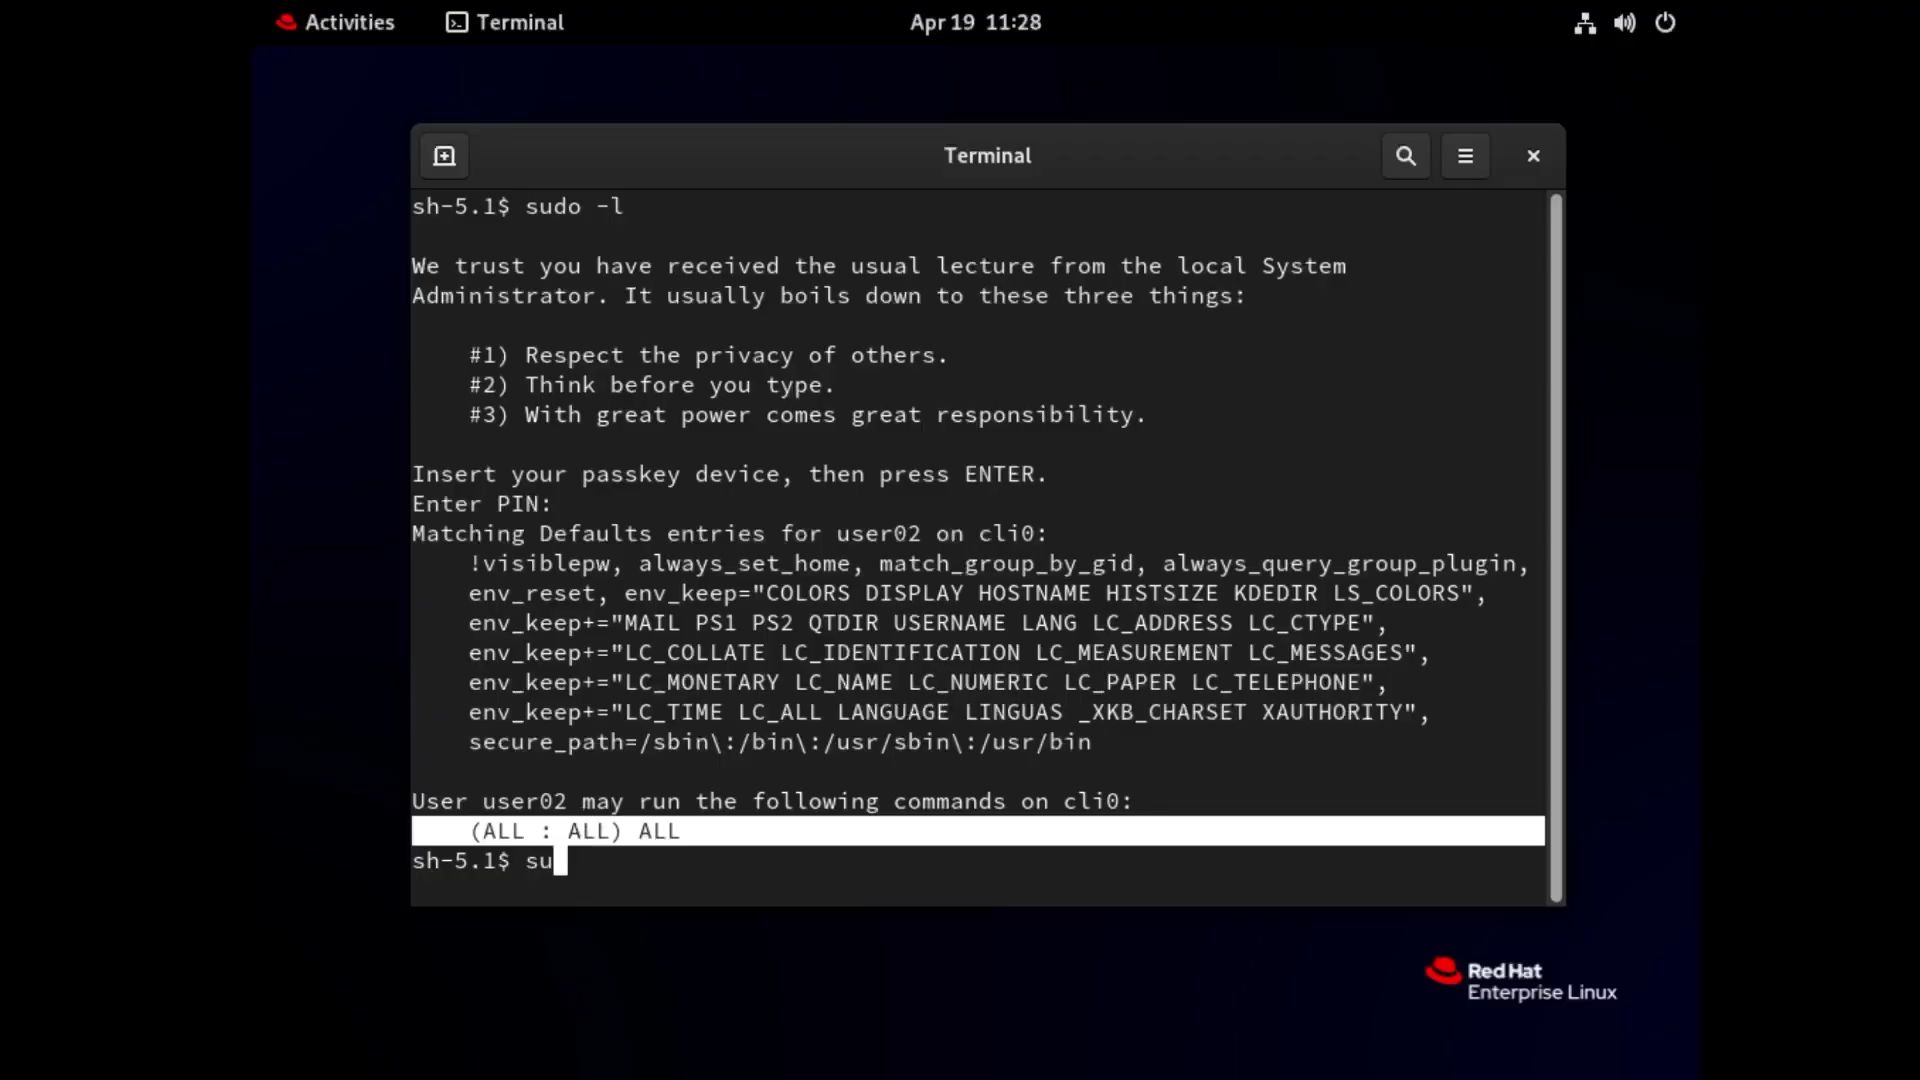 Activities
Terminal
Apr 19 11:28
Terminal
sh-5.1$ sudo -l
We trust you have received the usual lecture from the local System
Administrator. It usually boils down to these three things:
#1) Respect the privacy of others.
#2) Think before you type.
#3) With great power comes great responsibility.
Insert your passkey device, then press ENTER.
Enter PIN:
Matching Defaults entries for user02 on cli0:
!visiblepw, always_set_home, match_group_by_gid, always_query_group_plugin,
env_reset, env_keep="COLORS DISPLAY HOSTNAME HISTSIZE KDEDIR LS_COLORS",
env_keep+="MAIL PS1 PS2 QTDIR USERNAME LANG LC_ADDRESS LC_CTYPE",
env_keep+="LC_COLLATE LC_IDENTIFICATION LC_MEASUREMENT LC_MESSAGES",
env_keep+="LC_MONETARY LC_NAME LC_NUMERIC LC_PAPER LC_TELEPHONE",
env_keep+="LC_TIME LC_ALL LANGUAGE LINGUAS _XKB_CHARSET XAUTHORITY",
secure_path=/sbin\:/bin\:/usr/sbin\:/usr/bin
User user02 may run the following commands on cli0:
(ALL : ALL) ALL
sh-5.1$ su
Red Hat
Enterprise Linux